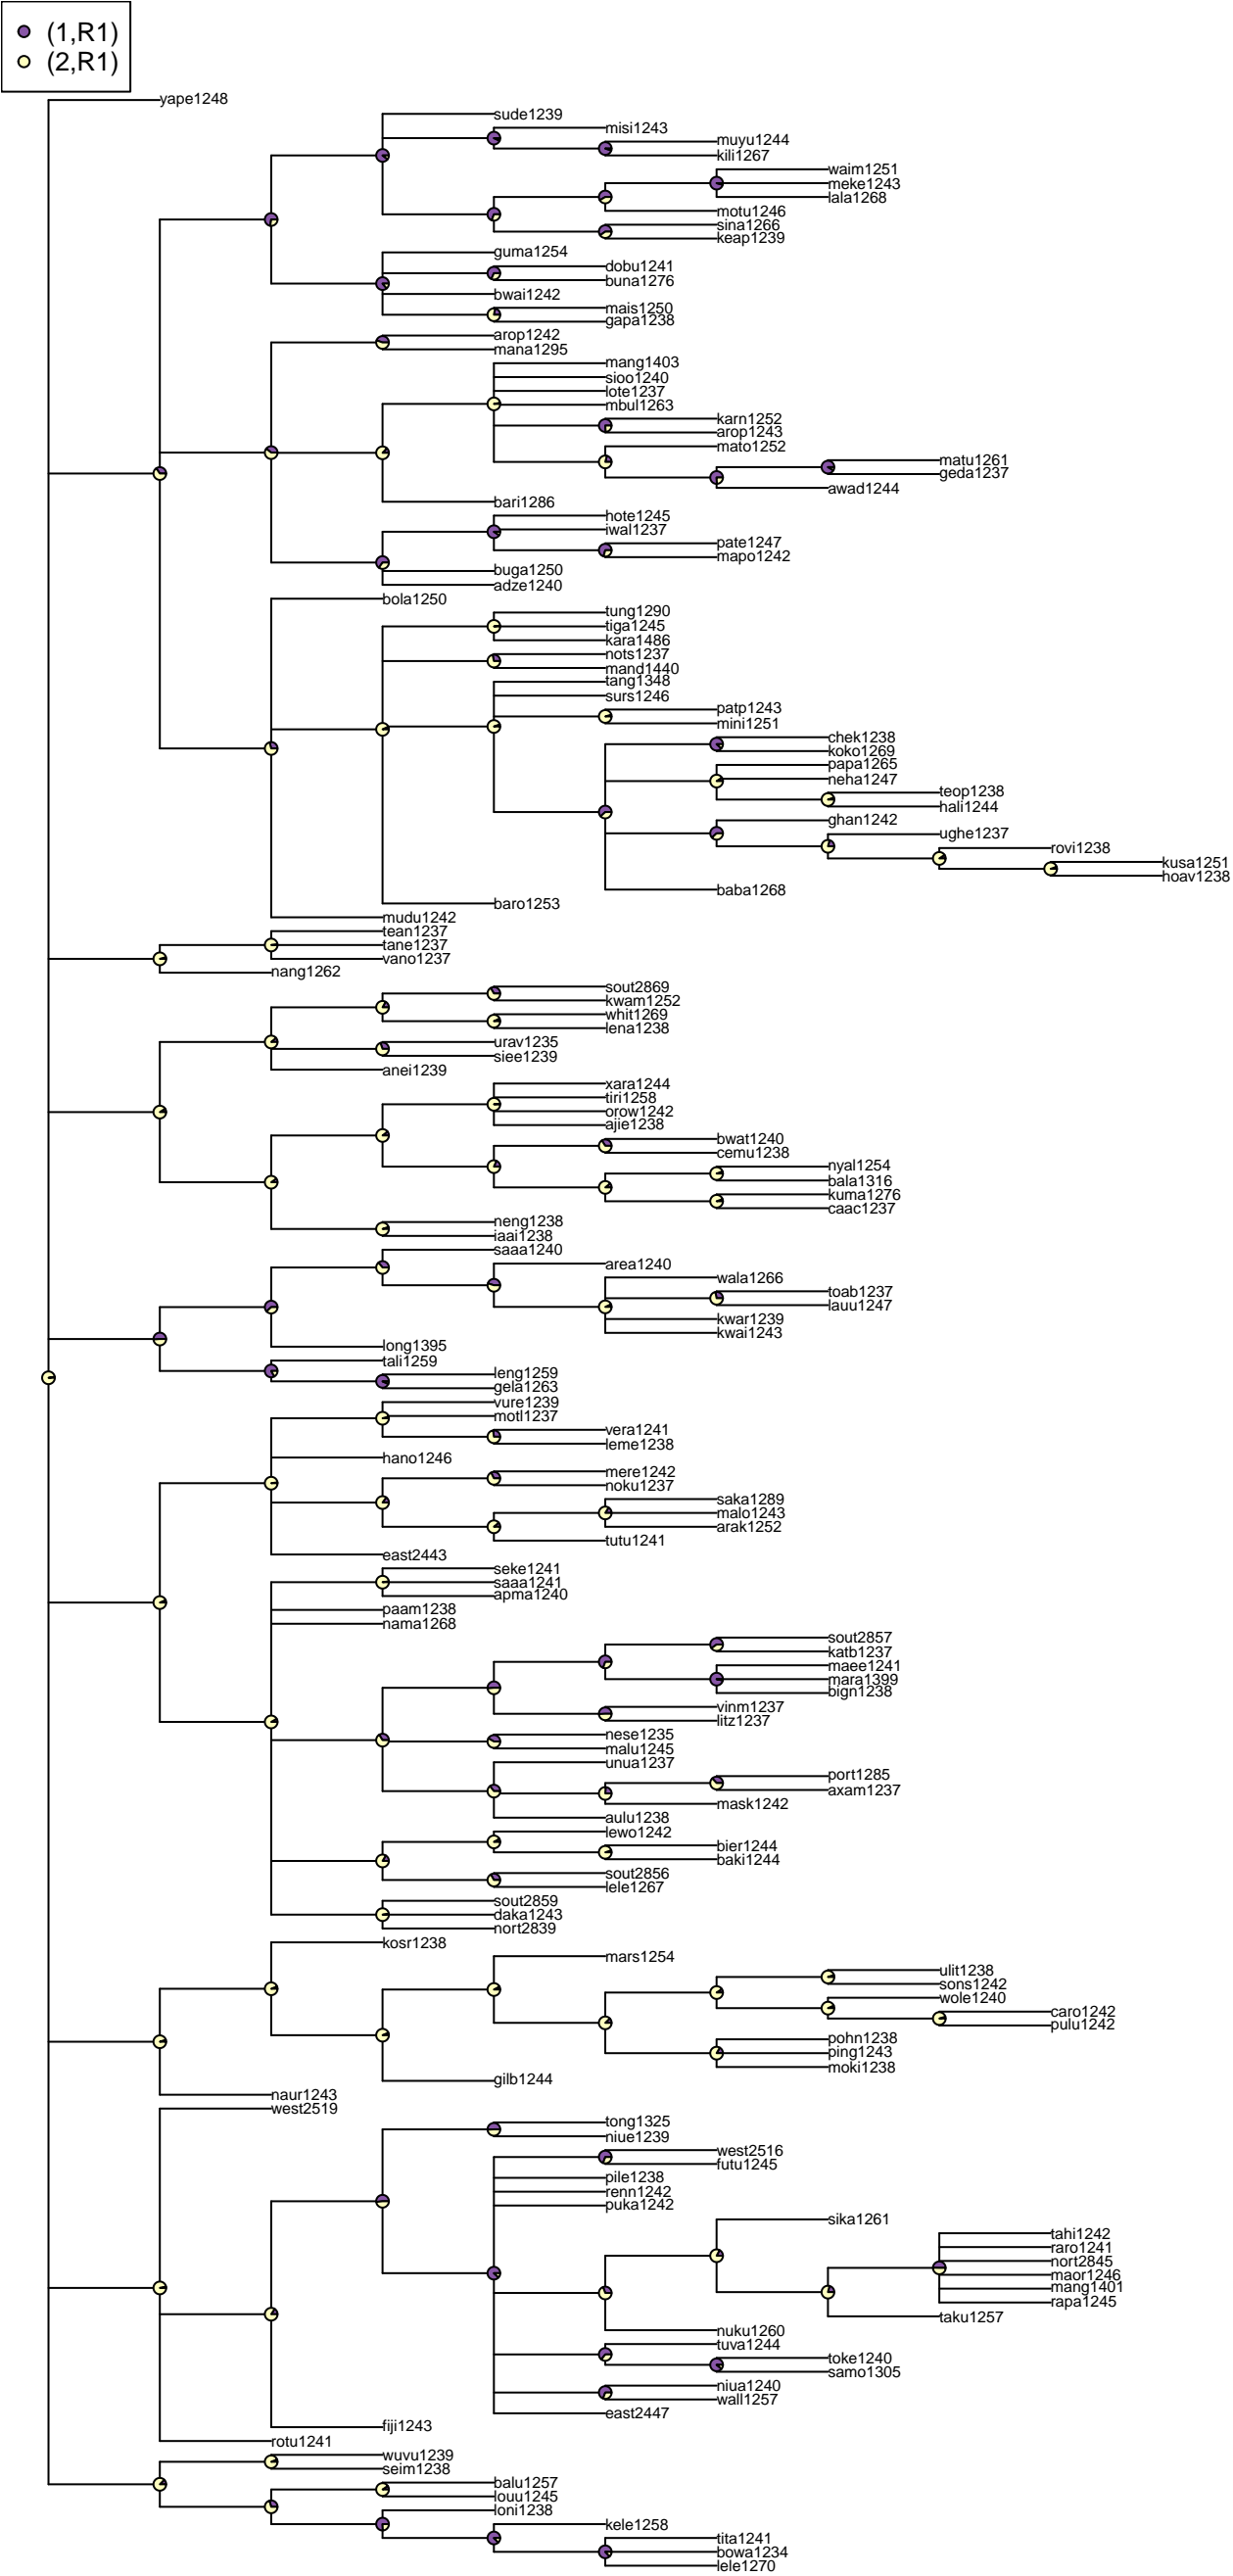 (1,R1)
(2,R1)
yape1248
sude1239
misi1243
muyu1244
kili1267
waim1251
meke1243
lala1268
motu1246
sina1266
keap1239
guma1254
dobu1241
buna1276
bwai1242
mais1250
gapa1238
arop1242
mana1295
mang1403
sioo1240
lote1237
mbul1263
karn1252
arop1243
mato1252
matu1261
geda1237
awad1244
bari1286
hote1245
iwal1237
pate1247
mapo1242
buga1250
adze1240
bola1250
tung1290
tiga1245
kara1486
nots1237
mand1440
tang1348
surs1246
patp1243
mini1251
chek1238
koko1269
papa1265
neha1247
teop1238
hali1244
ghan1242
ughe1237
rovi1238
kusa1251
hoav1238
baba1268
baro1253
mudu1242
tean1237
tane1237
vano1237
nang1262
sout2869
kwam1252
whit1269
lena1238
urav1235
siee1239
anei1239
xara1244
tiri1258
orow1242
ajie1238
bwat1240
cemu1238
nyal1254
bala1316
kuma1276
caac1237
neng1238
iaai1238
saaa1240
area1240
wala1266
toab1237
lauu1247
kwar1239
kwai1243
long1395
tali1259
leng1259
gela1263
vure1239
motl1237
vera1241
leme1238
hano1246
mere1242
noku1237
saka1289
malo1243
arak1252
tutu1241
east2443
seke1241
saaa1241
apma1240
paam1238
nama1268
sout2857
katb1237
maee1241
mara1399
bign1238
vinm1237
litz1237
nese1235
malu1245
unua1237
port1285
axam1237
mask1242
aulu1238
lewo1242
bier1244
baki1244
sout2856
lele1267
sout2859
daka1243
nort2839
kosr1238
mars1254
ulit1238
sons1242
wole1240
caro1242
pulu1242
pohn1238
ping1243
moki1238
gilb1244
naur1243
west2519
tong1325
niue1239
west2516
futu1245
pile1238
renn1242
puka1242
sika1261
tahi1242
raro1241
nort2845
maor1246
mang1401
rapa1245
taku1257
nuku1260
tuva1244
toke1240
samo1305
niua1240
wall1257
east2447
fiji1243
rotu1241
wuvu1239
seim1238
balu1257
louu1245
loni1238
kele1258
tita1241
bowa1234
lele1270